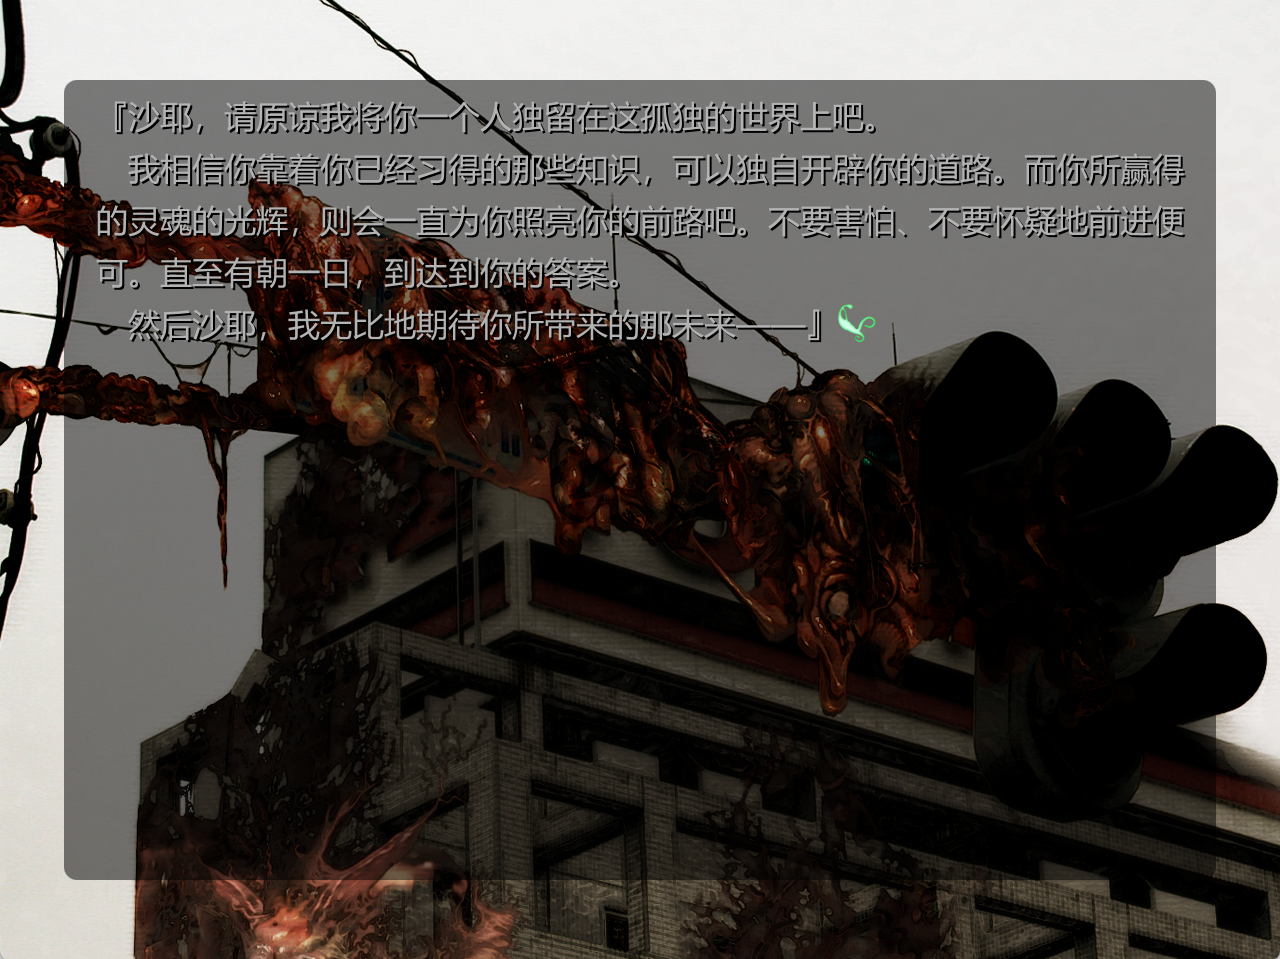 『沙耶，请原谅我将你一个人独留在这孤独的世界上吧。
我相信你靠着你已经习得的那些知识，可以独自开辟你的道路。而你所赢得
的灵魂的光辉，则会一直为你照亮你的前路吧。不要害怕、不要怀疑地前进便
可。直至有朝一日，到达到你的答案。
然后沙耶，我无比地期待你所带来的那未来——』